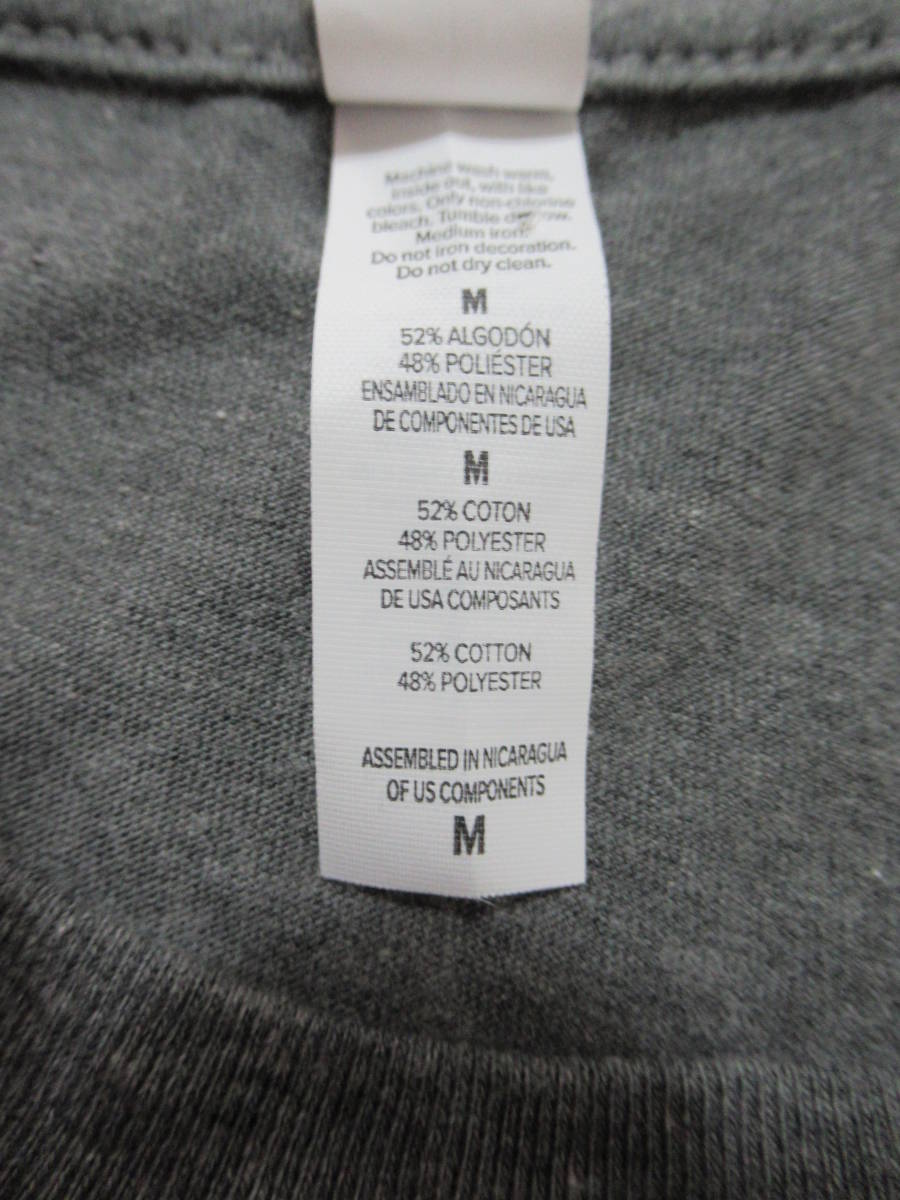 Machine wash warm,
inside out, with like
colors. Only non-chlorine
bleach. Tumble dry low.
Medium iron.
Do not iron decoration.
Do not dry clean.
M
52% ALGODÓN
48% POLIÉSTER
ENSAMBLADO EN NICARAGUA
DE COMPONENTES DE USA
M
52% COTON
48% POLYESTER
ASSEMBLÉ AU NICARAGUA
DE USA COMPOSANTS
52% COTTON
48% POLYESTER
ASSEMBLED IN NICARAGUA
OF US COMPONENTS
M